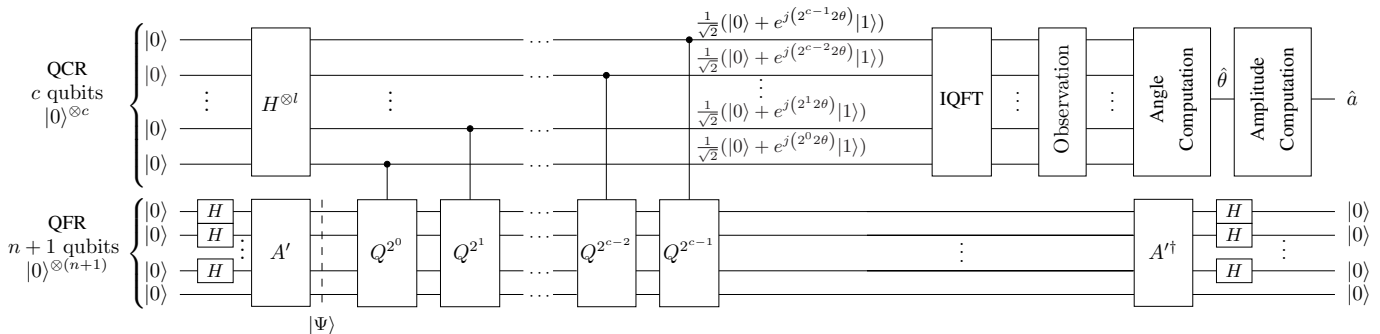 QCR
c qubits
|0⟩^{⊗c}
|0⟩
|0⟩
⋮
|0⟩
|0⟩
H^{⊗l}
⋮
...
...
...
...
1/√2(|0⟩ + e^{j(2^{c−1}2θ)}|1⟩)
1/√2(|0⟩ + e^{j(2^{c−2}2θ)}|1⟩)
⋮
1/√2(|0⟩ + e^{j(2^1 2θ)}|1⟩)
1/√2(|0⟩ + e^{j(2^0 2θ)}|1⟩)
IQFT
⋮
Observation
⋮
Angle
Computation
θ̂
Amplitude
Computation
â
QFR
n + 1 qubits
|0⟩^{⊗(n+1)}
|0⟩
|0⟩
|0⟩
|0⟩
H
H
⋮
H
A′
|Ψ⟩
Q^{2^0}
Q^{2^1}
...
...
...
...
Q^{2^{c−2}}
Q^{2^{c−1}}
⋮
A′†
H
H
H
⋮
|0⟩
|0⟩
|0⟩
|0⟩